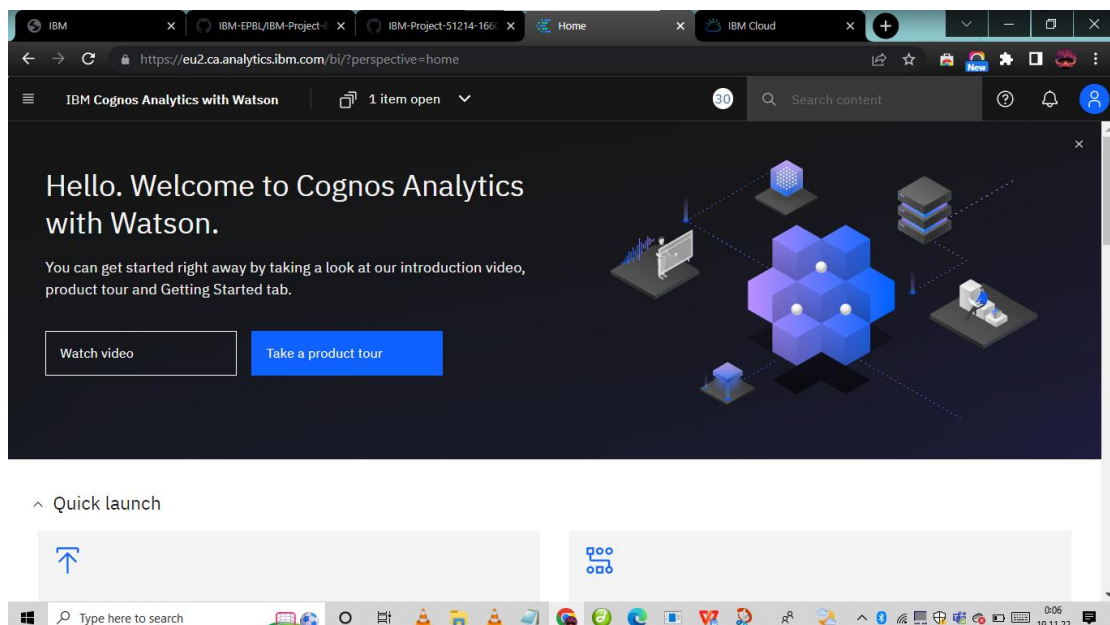 IBM
IBM-EPBL/IBM-Project-
IBM-Project-51214-166
Home
IBM Cloud
https://eu2.ca.analytics.ibm.com/bi/?perspective=home
New
IBM Cognos Analytics with Watson
1 item open
30
Search content
Hello. Welcome to Cognos Analytics
with Watson.
You can get started right away by taking a look at our introduction video,
product tour and Getting Started tab.
Watch video
Take a product tour
Quick launch
Type here to search
0:06
19-11-22